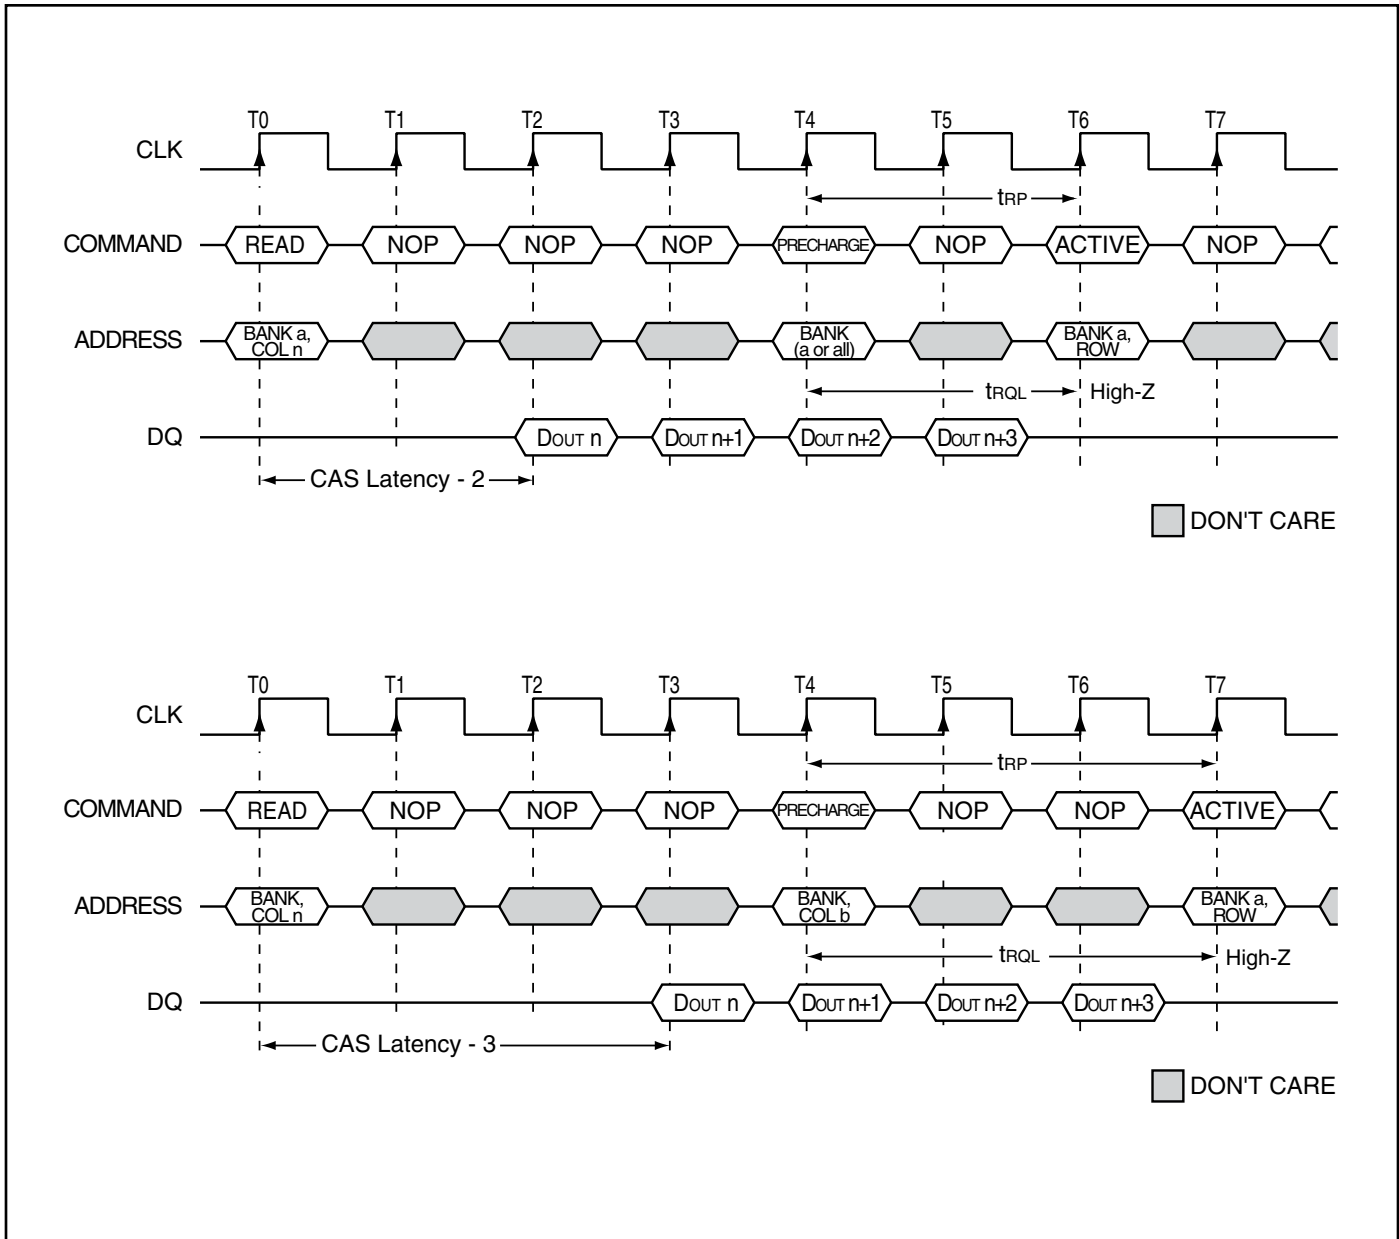 T0 T1 T2 T3 T4 T5 T6 T7
CLK
tRP
COMMAND READ NOP NOP NOP PRECHARGE NOP ACTIVE NOP
ADDRESS BANK a, COL n BANK (a or all) BANK a, ROW
tRQL High-Z
DQ DOUT n DOUT n+1 DOUT n+2 DOUT n+3
CAS Latency - 2
DON'T CARE
T0 T1 T2 T3 T4 T5 T6 T7
CLK
tRP
COMMAND READ NOP NOP NOP PRECHARGE NOP NOP ACTIVE
ADDRESS BANK, COL n BANK, COL b BANK a, ROW
tRQL High-Z
DQ DOUT n DOUT n+1 DOUT n+2 DOUT n+3
CAS Latency - 3
DON'T CARE